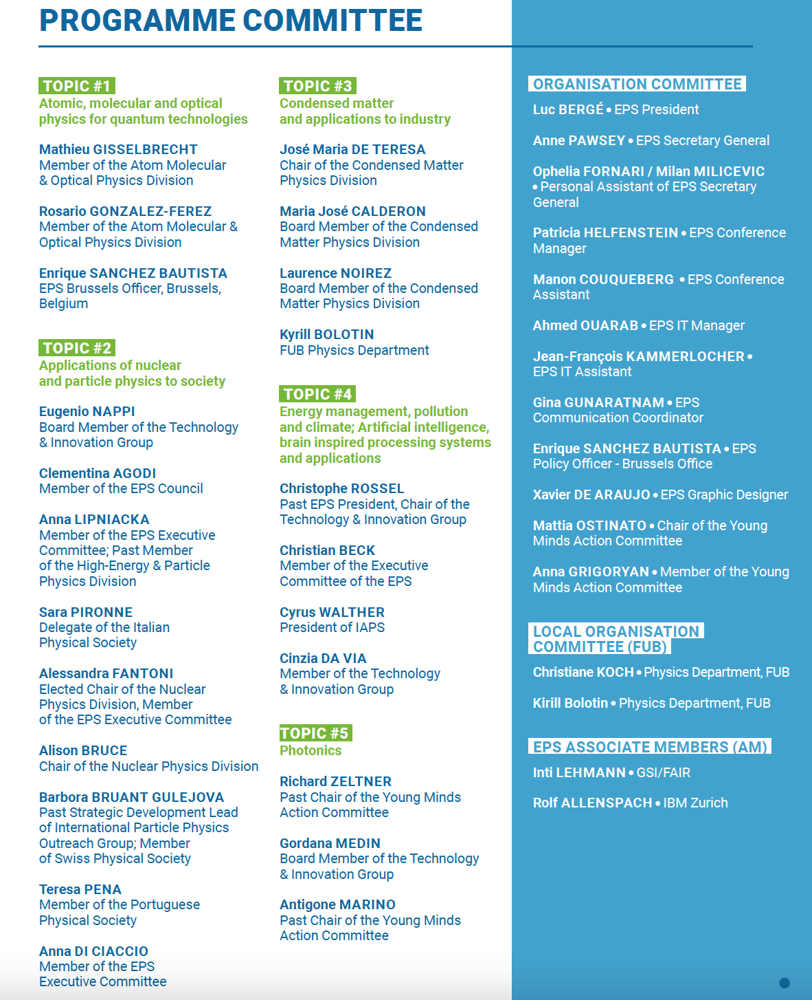 PROGRAMME COMMITTEE
TOPIC #1
Atomic, molecular and optical
physics for quantum technologies
Mathieu GISSELBRECHT
Member of the Atom Molecular
& Optical Physics Division
Rosario GONZALEZ-FEREZ
Member of the Atom Molecular &
Optical Physics Division
Enrique SANCHEZ BAUTISTA
EPS Brussels Officer, Brussels,
Belgium
TOPIC #2
Applications of nuclear
and particle physics to society
Eugenio NAPPI
Board Member of the Technology
& Innovation Group
Clementina AGODI
Member of the EPS Council
Anna LIPNIACKA
Member of the EPS Executive
Committee; Past Member
of the High-Energy & Particle
Physics Division
Sara PIRONNE
Delegate of the Italian
Physical Society
Alessandra FANTONI
Elected Chair of the Nuclear
Physics Division, Member
of the EPS Executive Committee
Alison BRUCE
Chair of the Nuclear Physics Division
Barbora BRUANT GULEJOVA
Past Strategic Development Lead
of International Particle Physics
Outreach Group; Member
of Swiss Physical Society
Teresa PENA
Member of the Portuguese
Physical Society
Anna DI CIACCIO
Member of the EPS
Executive Committee
TOPIC #3
Condensed matter
and applications to industry
José Maria DE TERESA
Chair of the Condensed Matter
Physics Division
Maria José CALDERON
Board Member of the Condensed
Matter Physics Division
Laurence NOIREZ
Board Member of the Condensed
Matter Physics Division
Kyrill BOLOTIN
FUB Physics Department
TOPIC #4
Energy management, pollution
and climate; Artificial intelligence,
brain inspired processing systems
and applications
Christophe ROSSEL
Past EPS President, Chair of the
Technology & Innovation Group
Christian BECK
Member of the Executive
Committee of the EPS
Cyrus WALTHER
President of IAPS
Cinzia DA VIA
Member of the Technology
& Innovation Group
TOPIC #5
Photonics
Richard ZELTNER
Past Chair of the Young Minds
Action Committee
Gordana MEDIN
Board Member of the Technology
& Innovation Group
Antigone MARINO
Past Chair of the Young Minds
Action Committee
ORGANISATION COMMITTEE
Luc BERGÉ • EPS President
Anne PAWSEY • EPS Secretary General
Ophelia FORNARI / Milan MILICEVIC
• Personal Assistant of EPS Secretary
General
Patricia HELFENSTEIN • EPS Conference
Manager
Manon COUQUEBERG • EPS Conference
Assistant
Ahmed OUARAB • EPS IT Manager
Jean-François KAMMERLOCHER •
EPS IT Assistant
Gina GUNARATNAM • EPS
Communication Coordinator
Enrique SANCHEZ BAUTISTA • EPS
Policy Officer - Brussels Office
Xavier DE ARAUJO • EPS Graphic Designer
Mattia OSTINATO • Chair of the Young
Minds Action Committee
Anna GRIGORYAN • Member of the Young
Minds Action Committee
LOCAL ORGANISATION
COMMITTEE (FUB)
Christiane KOCH • Physics Department, FUB
Kirill Bolotin • Physics Department, FUB
EPS ASSOCIATE MEMBERS (AM)
Inti LEHMANN • GSI/FAIR
Rolf ALLENSPACH • IBM Zurich